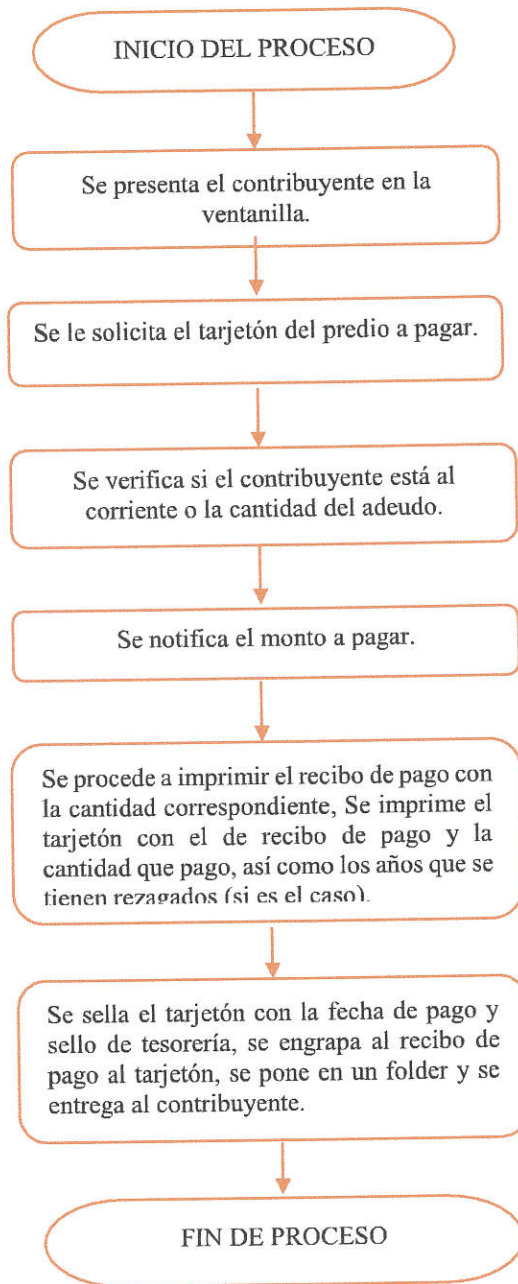 INICIO DEL PROCESO
Se presenta el contribuyente en la
ventanilla.
Se le solicita el tarjetón del predio a pagar.
Se verifica si el contribuyente está al
corriente o la cantidad del adeudo.
Se notifica el monto a pagar.
Se procede a imprimir el recibo de pago con
la cantidad correspondiente, Se imprime el
tarjetón con el de recibo de pago y la
cantidad que pago, así como los años que se
tienen rezagados (si es el caso).
Se sella el tarjetón con la fecha de pago y
sello de tesorería, se engrapa al recibo de
pago al tarjetón, se pone en un folder y se
entrega al contribuyente.
FIN DE PROCESO